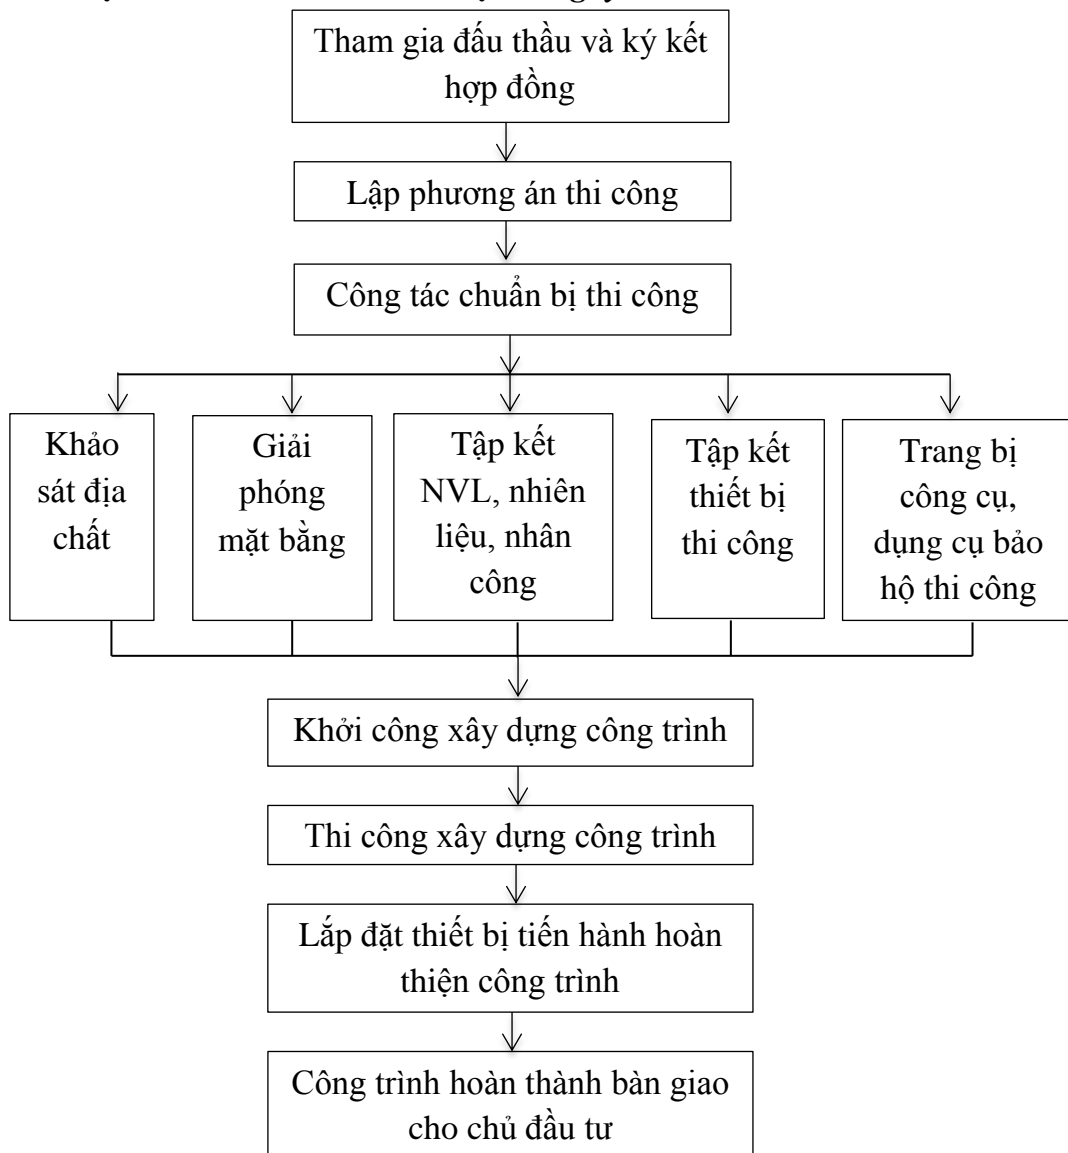 Tham gia đấu thầu và ký kết
hợp đồng
Lập phương án thi công
Công tác chuẩn bị thi công
Khảo
sát địa
chất
Giải
phóng
mặt bằng
Tập kết
NVL, nhiên
liệu, nhân
công
Tập kết
thiết bị
thi công
Trang bị
công cụ,
dụng cụ bảo
hộ thi công
Khởi công xây dựng công trình
Thi công xây dựng công trình
Lắp đặt thiết bị tiến hành hoàn
thiện công trình
Công trình hoàn thành bàn giao
cho chủ đầu tư